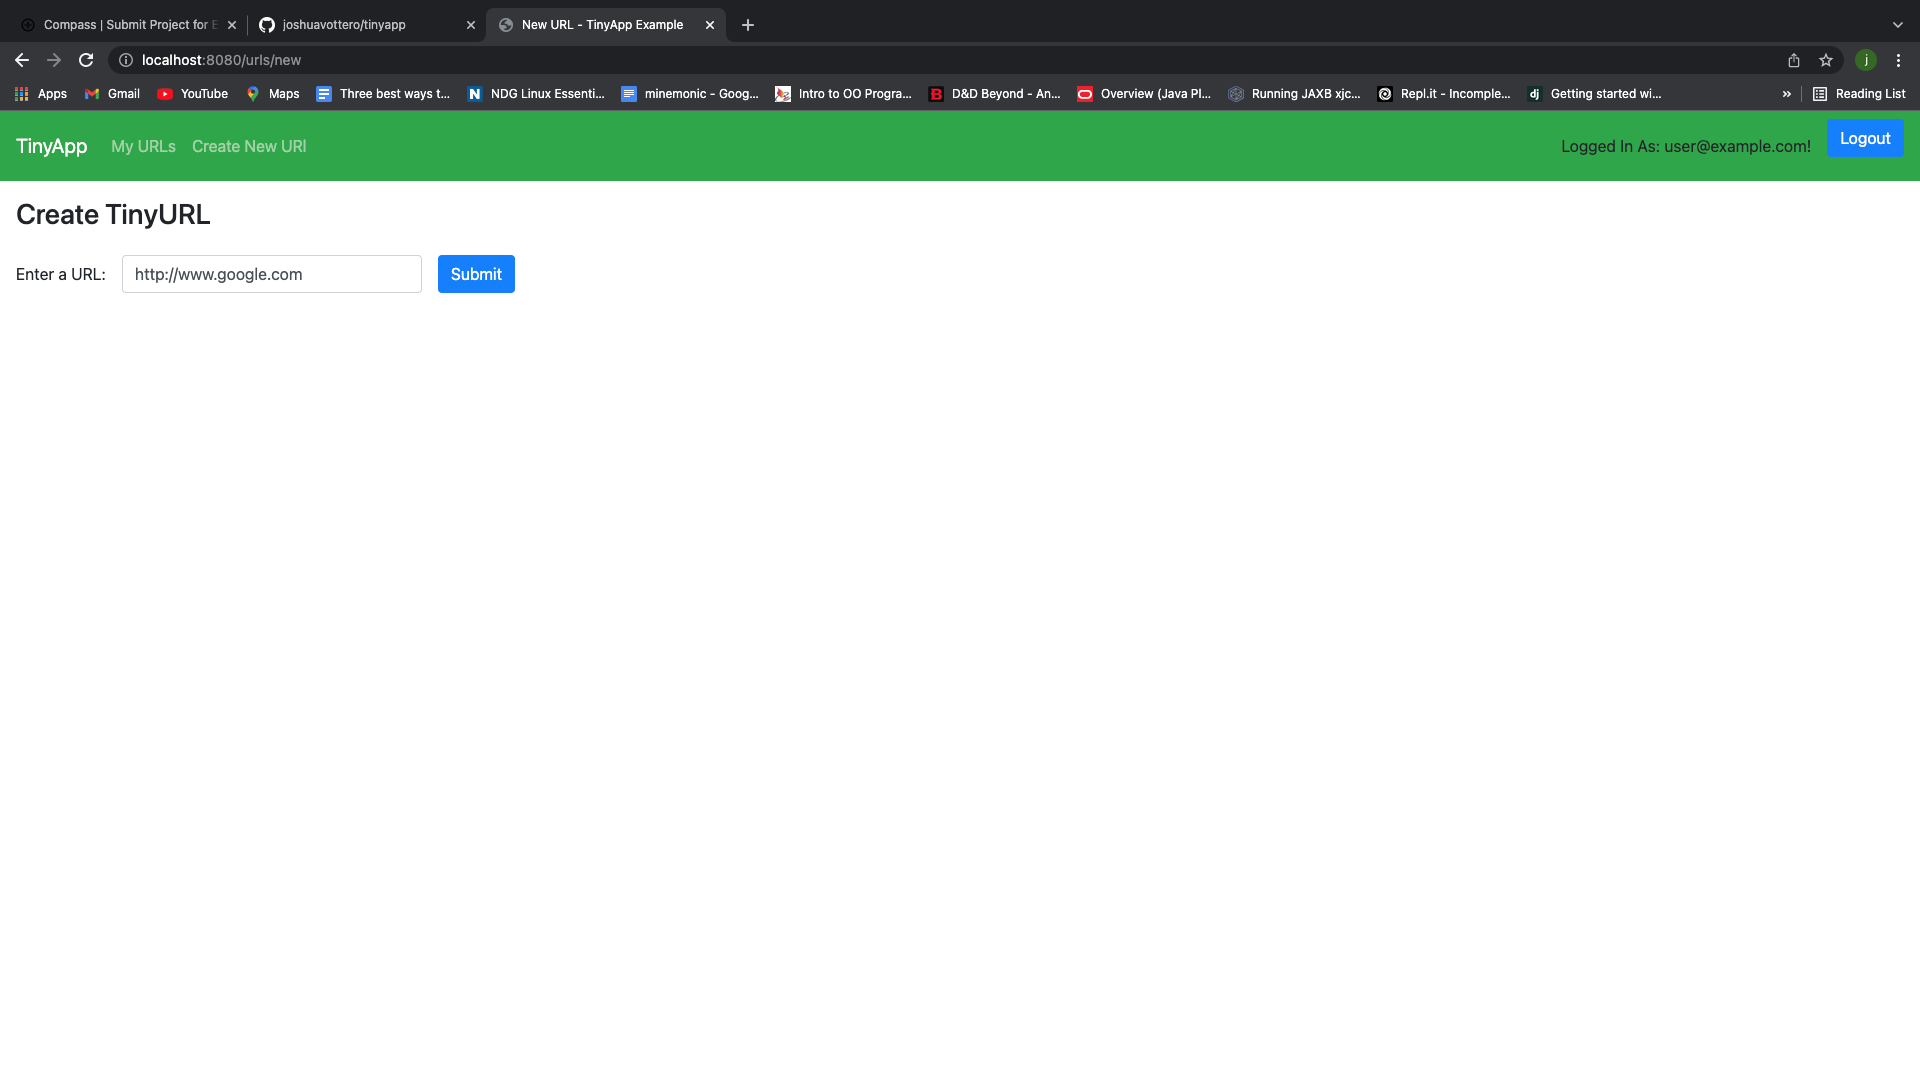 Compass | Submit Project for E
joshuavottero/tinyapp
New URL - TinyApp Example
localhost:8080/urls/new
j
Apps Gmail YouTube Maps Three best ways t... NDG Linux Essenti... minemonic - Goog... Intro to OO Progra... D&D Beyond - An... Overview (Java Pl... Running JAXB xjc... Repl.it - Incomple... dj Getting started wi... » Reading List
TinyApp My URLs Create New URl Logged In As: user@example.com! Logout
Create TinyURL
Enter a URL: http://www.google.com Submit